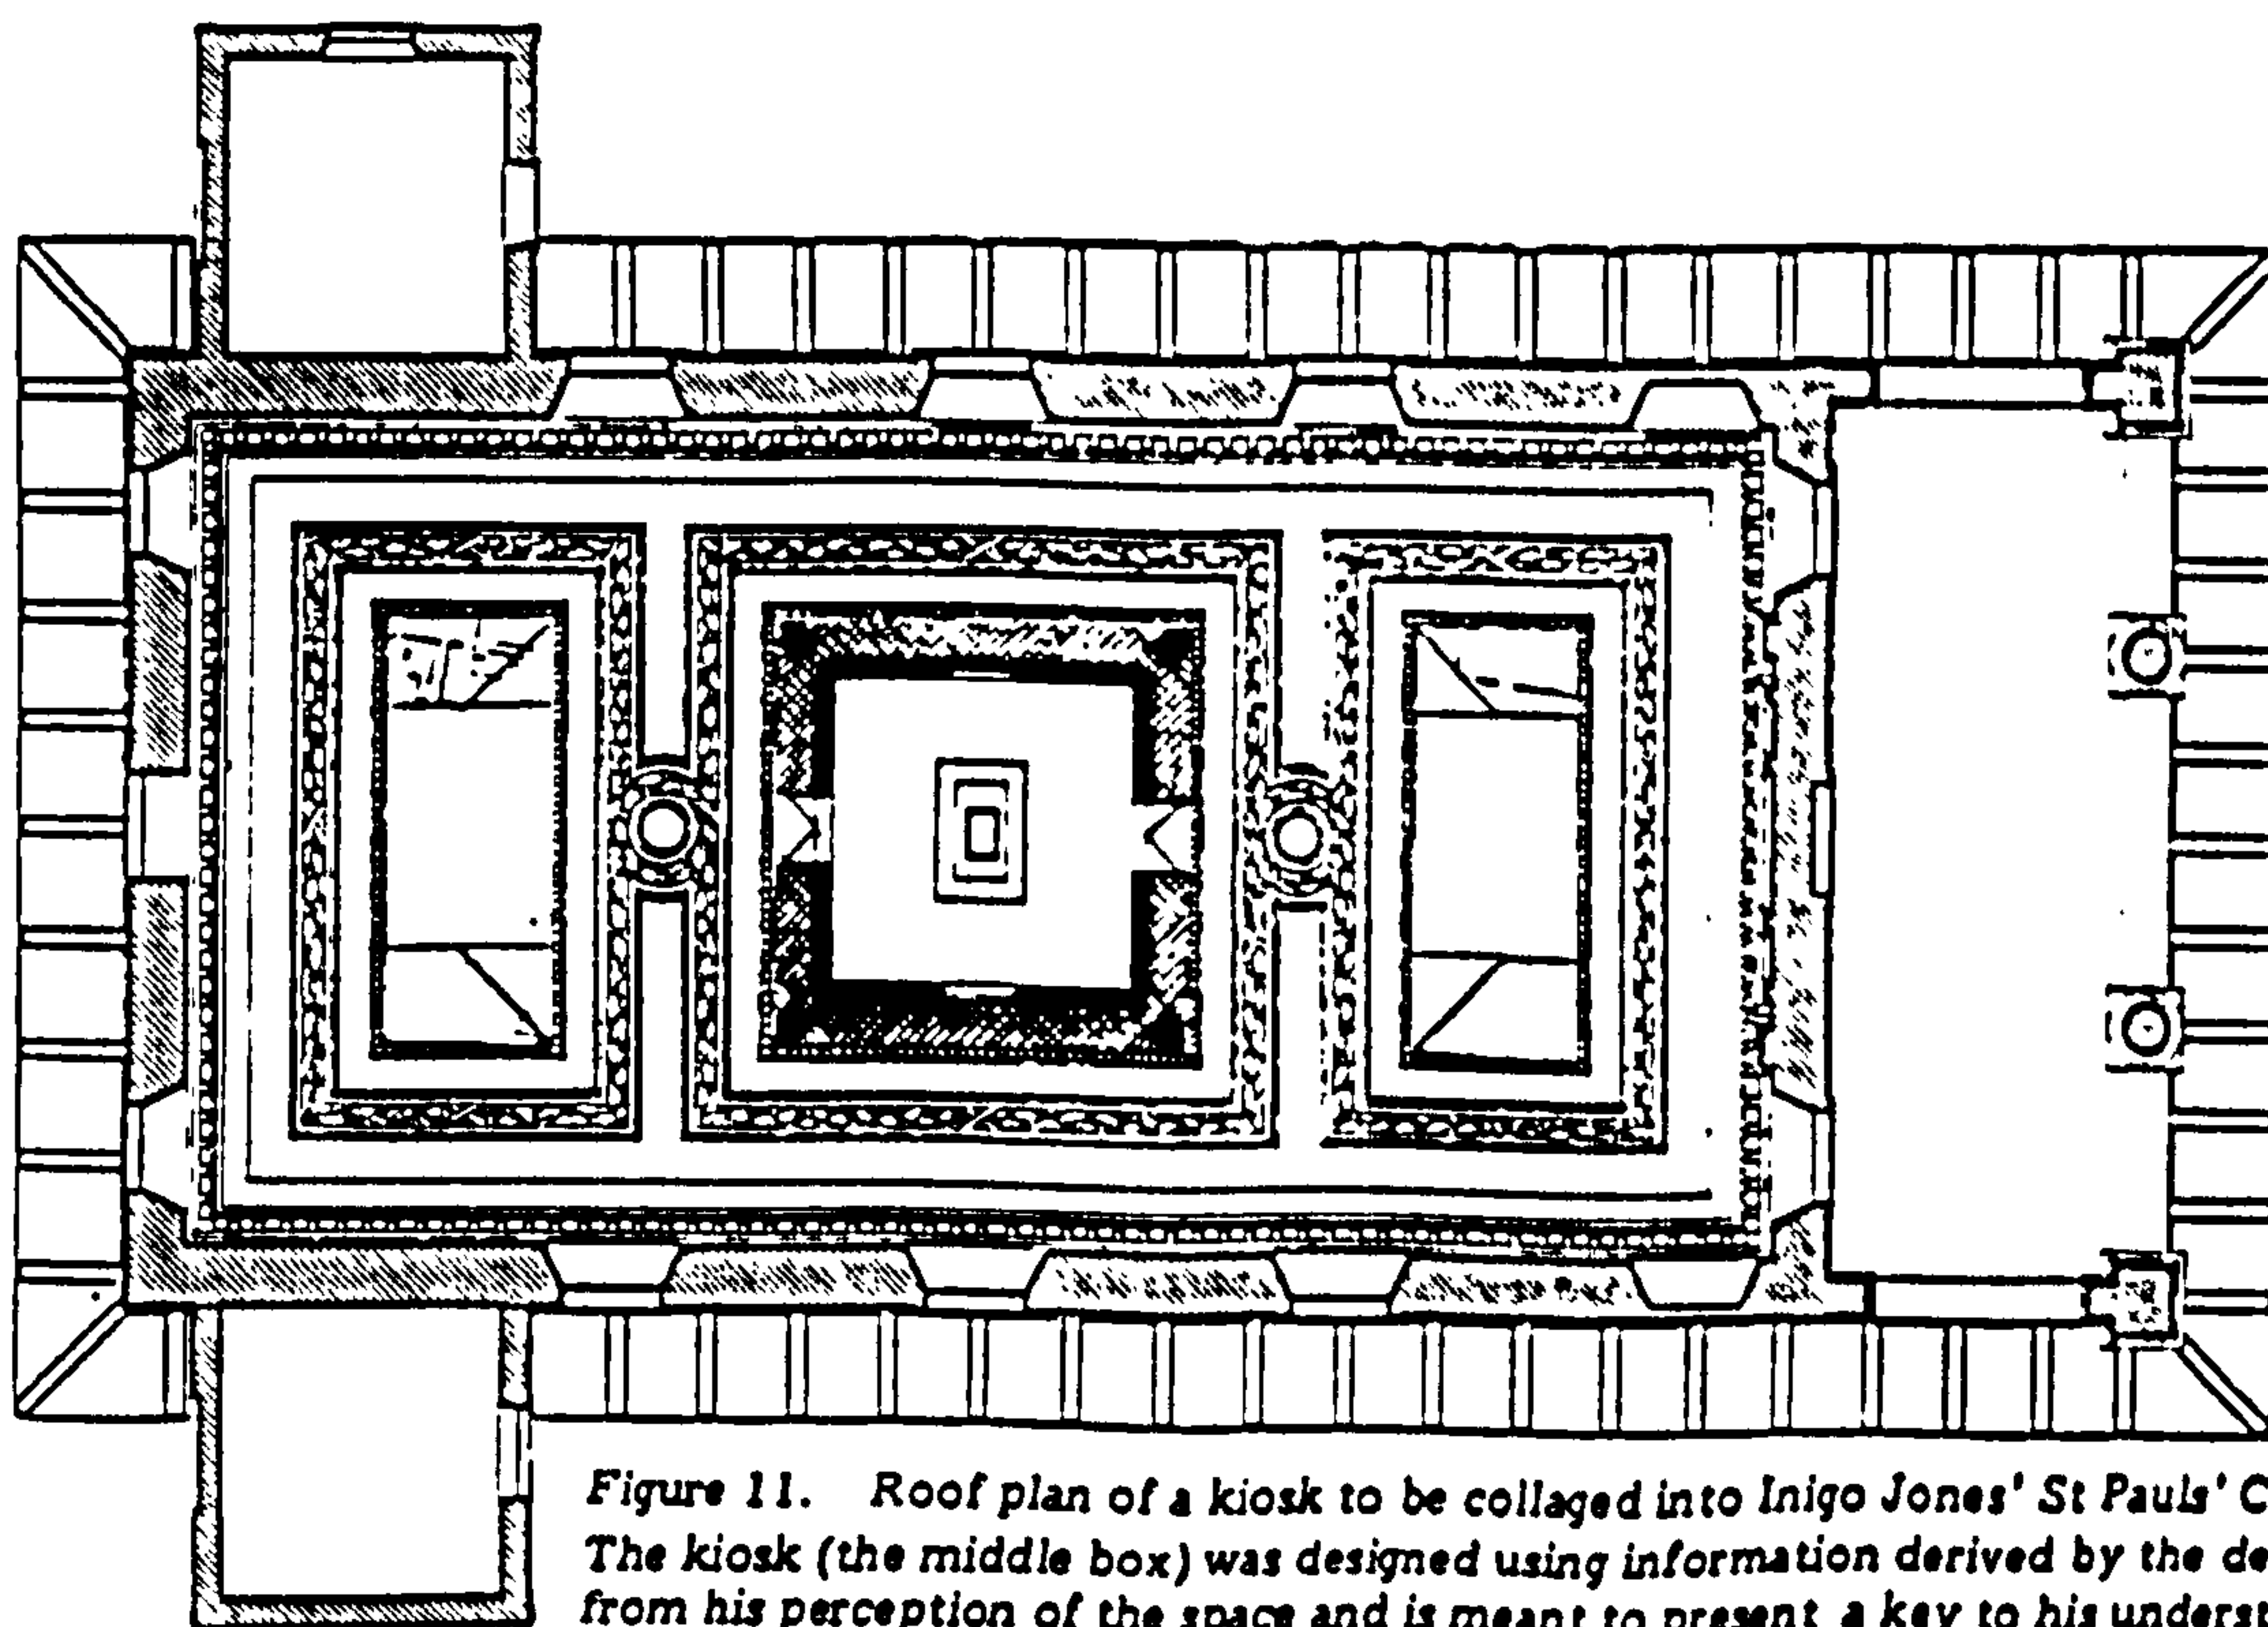 Figure 11. Roof plan of a kiosk to be collaged into Inigo Jones' St Pauls' C
The kiosk (the middle box) was designed using information derived by the de
from his perception of the space and is meant to present a key to his underst